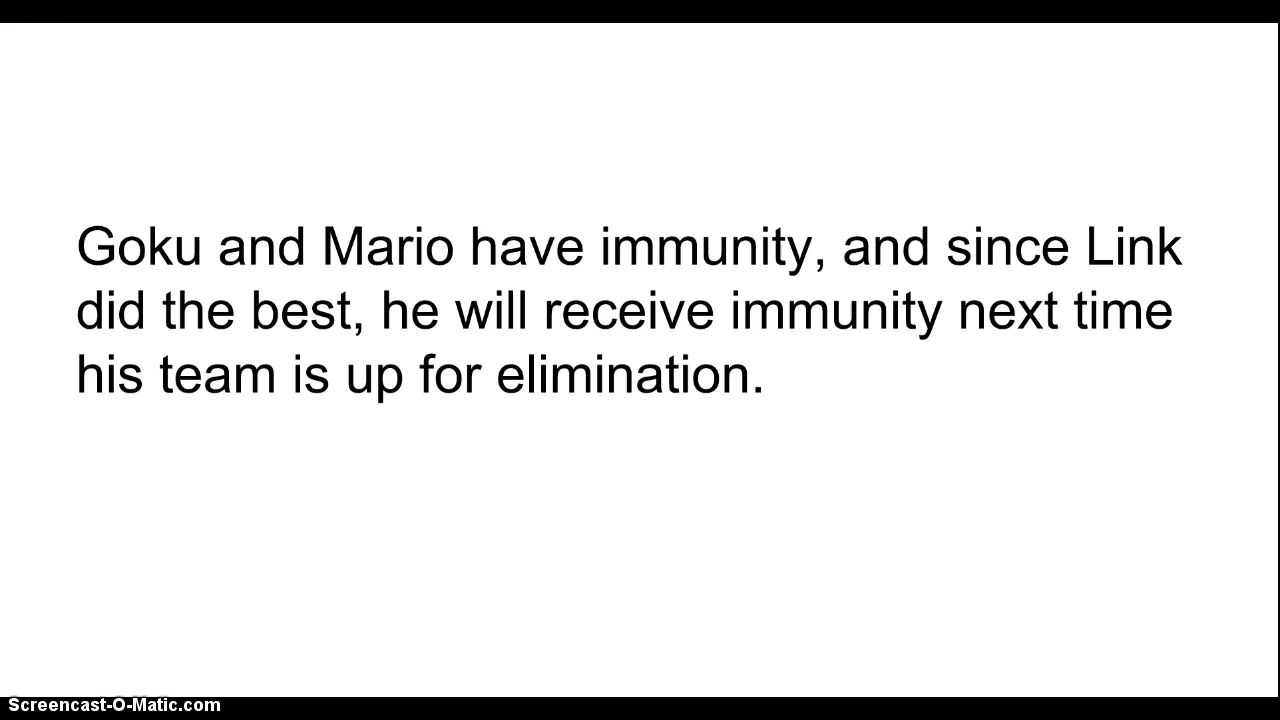 Goku and Mario have immunity, and since Link
did the best, he will receive immunity next time
his team is up for elimination.
Screencast-O-Matic.com